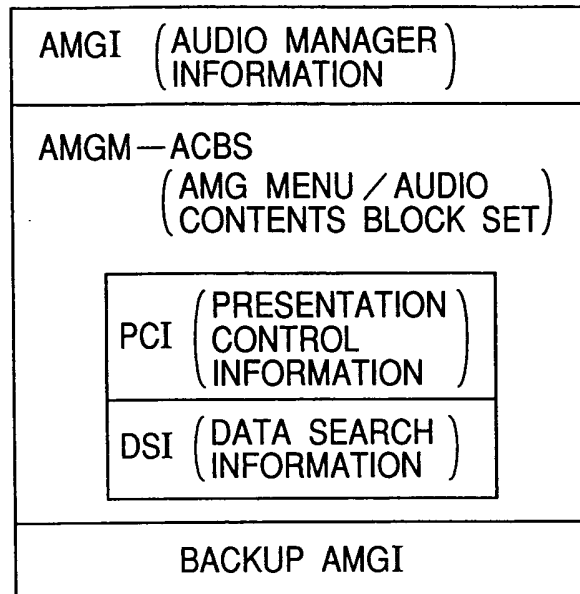 AMGI (AUDIO MANAGER
INFORMATION)
AMGM—ACBS
(AMG MENU / AUDIO
CONTENTS BLOCK SET)
PCI (PRESENTATION
CONTROL
INFORMATION)
DSI (DATA SEARCH
INFORMATION)
BACKUP AMGI